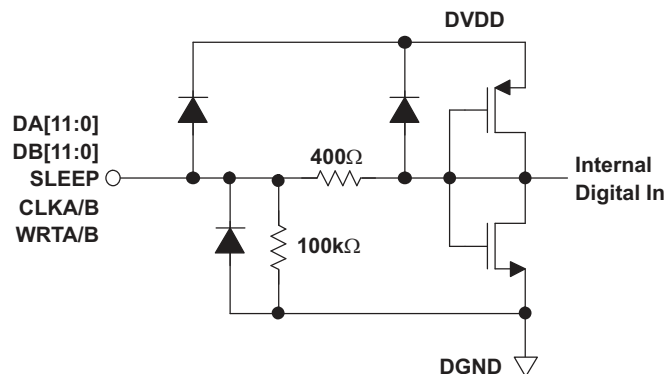 DVDD
DA[11:0]
DB[11:0]
SLEEP
CLKA/B
WRTA/B
400Ω
100kΩ
Internal
Digital In
DGND